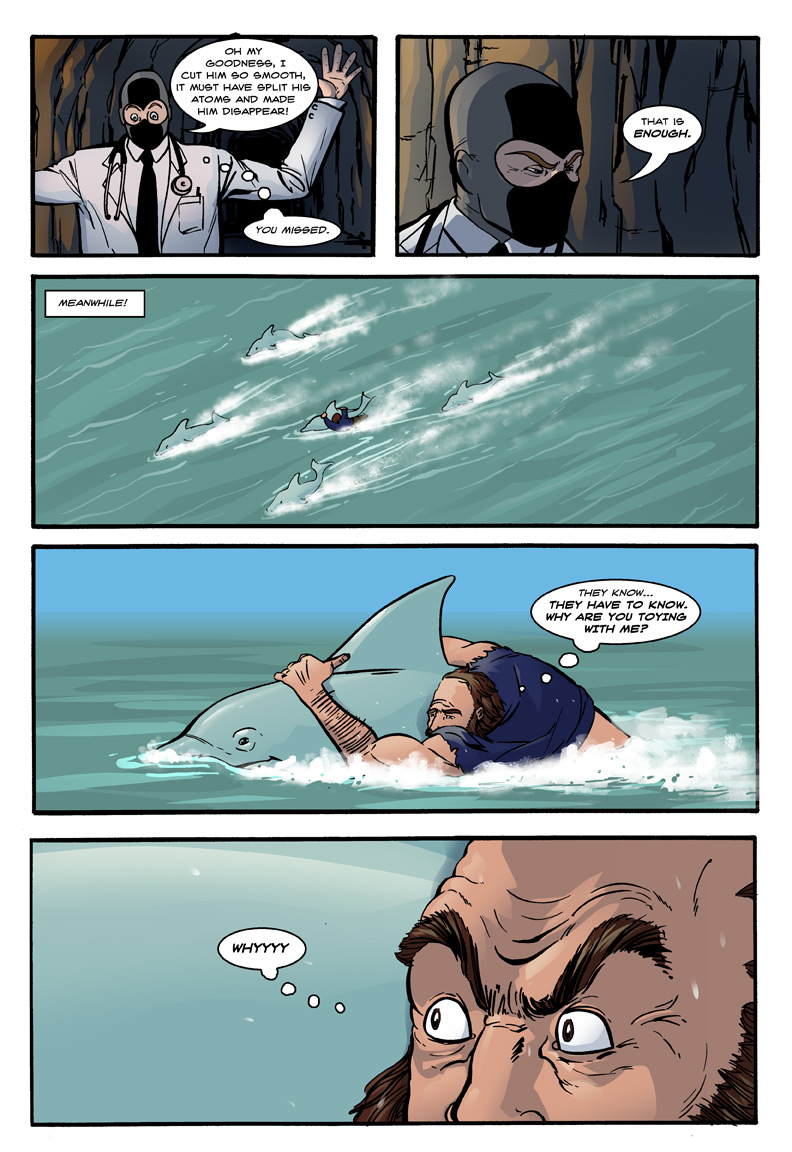 OH MY
GOODNESS, I
CUT HIM SO SMOOTH,
IT MUST HAVE SPLIT HIS
ATOMS AND MADE
HIM DISAPPEAR!
YOU MISSED.
THAT IS
ENOUGH.
MEANWHILE!
THEY KNOW...
THEY HAVE TO KNOW.
WHY ARE YOU TOYING
WITH ME?
WHYYYY